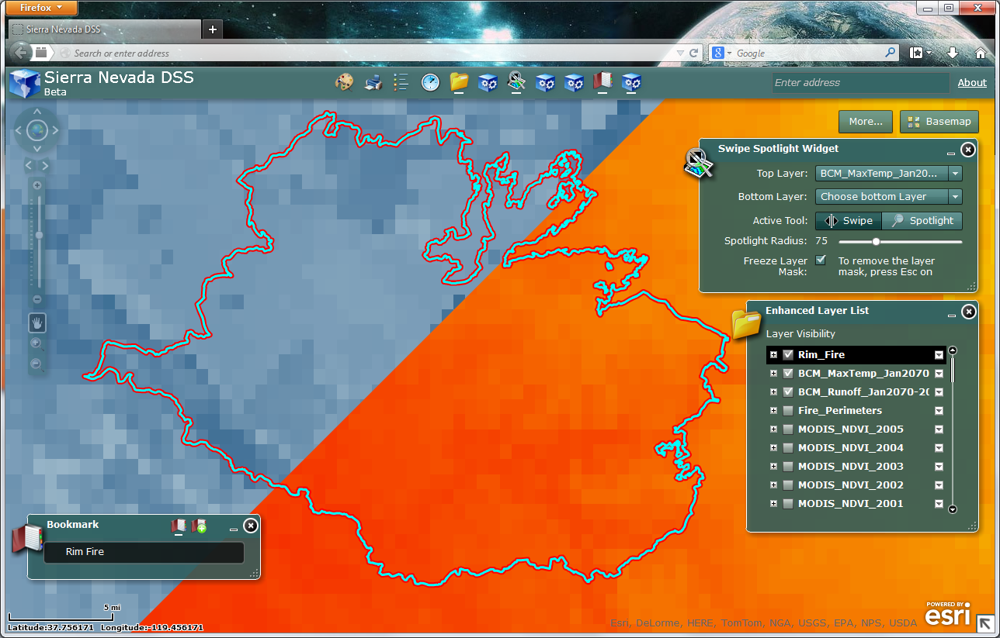 Firefox
Sierra Nevada DSS
Search or enter address
Google
Sierra Nevada DSS
Beta
Enter address
About
More...
Basemap
Swipe Spotlight Widget
Top Layer: BCM_MaxTemp_Jan20...
Bottom Layer: Choose bottom Layer
Active Tool: Swipe Spotlight
Spotlight Radius: 75
Freeze Layer Mask: To remove the layer
mask, press Esc on
Enhanced Layer List
Layer Visibility
Rim_Fire
BCM_MaxTemp_Jan2070
BCM_Runoff_Jan2070-20
Fire_Perimeters
MODIS_NDVI_2005
MODIS_NDVI_2004
MODIS_NDVI_2003
MODIS_NDVI_2002
MODIS_NDVI_2001
Bookmark
Rim Fire
5 mi
Latitude:37.756171 Longitude:-119.456171
Esri, DeLorme, HERE, TomTom, NGA, USGS, EPA, NPS, USDA
POWERED BY
esri